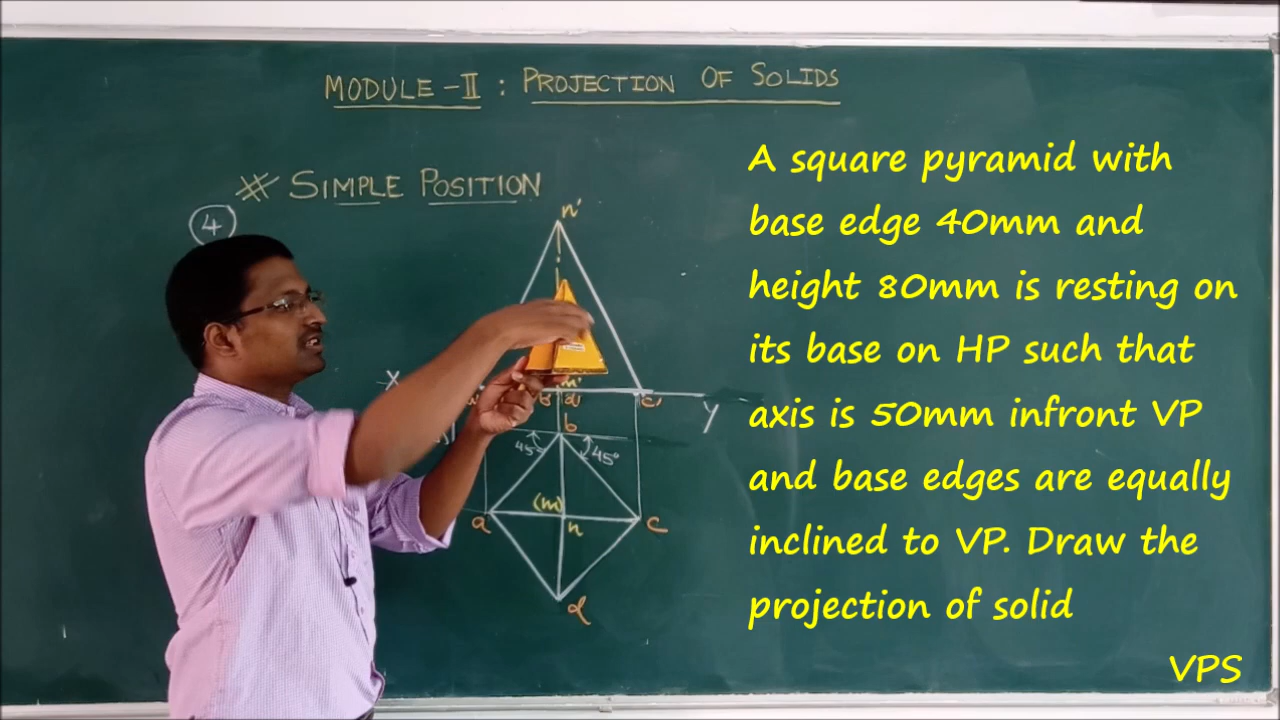 MODULE - II : PROJECTION OF SOLIDS
# SIMPLE POSITION
4
n'
A square pyramid with
base edge 40mm and
height 80mm is resting on
its base on HP such that
axis is 50mm infront VP
and base edges are equally
inclined to VP. Draw the
projection of solid
VPS
X
m'
b' d' c'
Y
b
45° 45°
(m)
a n c
d